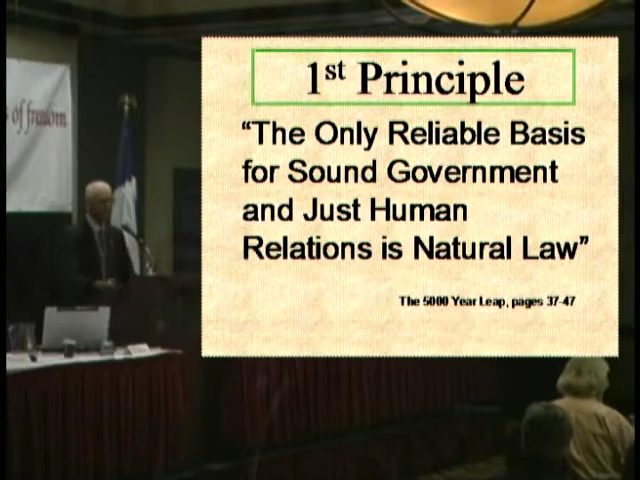 of freedom
1st Principle
“The Only Reliable Basis
for Sound Government
and Just Human
Relations is Natural Law”
The 5000 Year Leap, pages 37-47